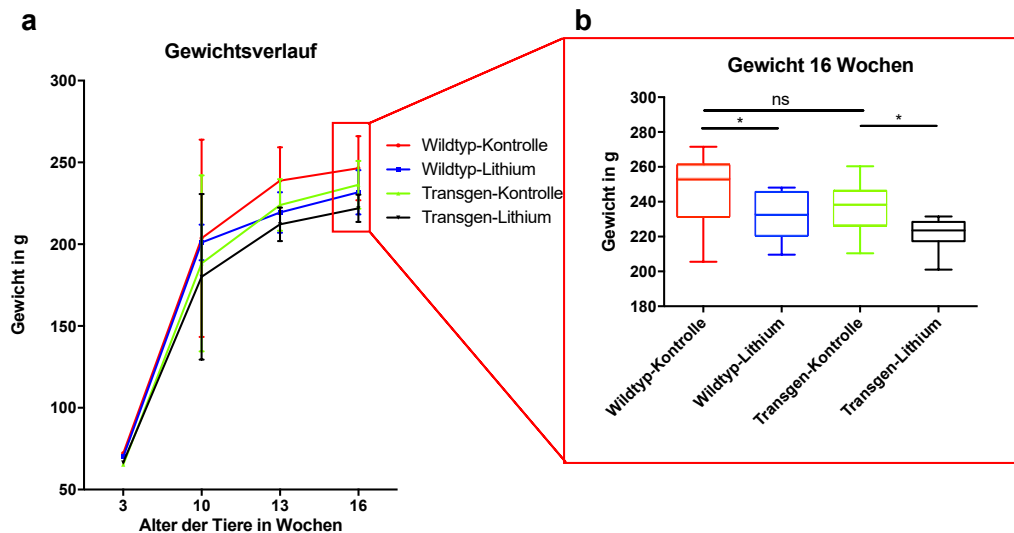 a
Gewichtsverlauf
Gewicht in g
300
250
200
150
100
50
3 10 13 16
Alter der Tiere in Wochen
Wildtyp-Kontrolle
Wildtyp-Lithium
Transgen-Kontrolle
Transgen-Lithium
b
Gewicht 16 Wochen
Gewicht in g
300
280
260
240
220
200
180
ns
*
*
Wildtyp-Kontrolle
Wildtyp-Lithium
Transgen-Kontrolle
Transgen-Lithium